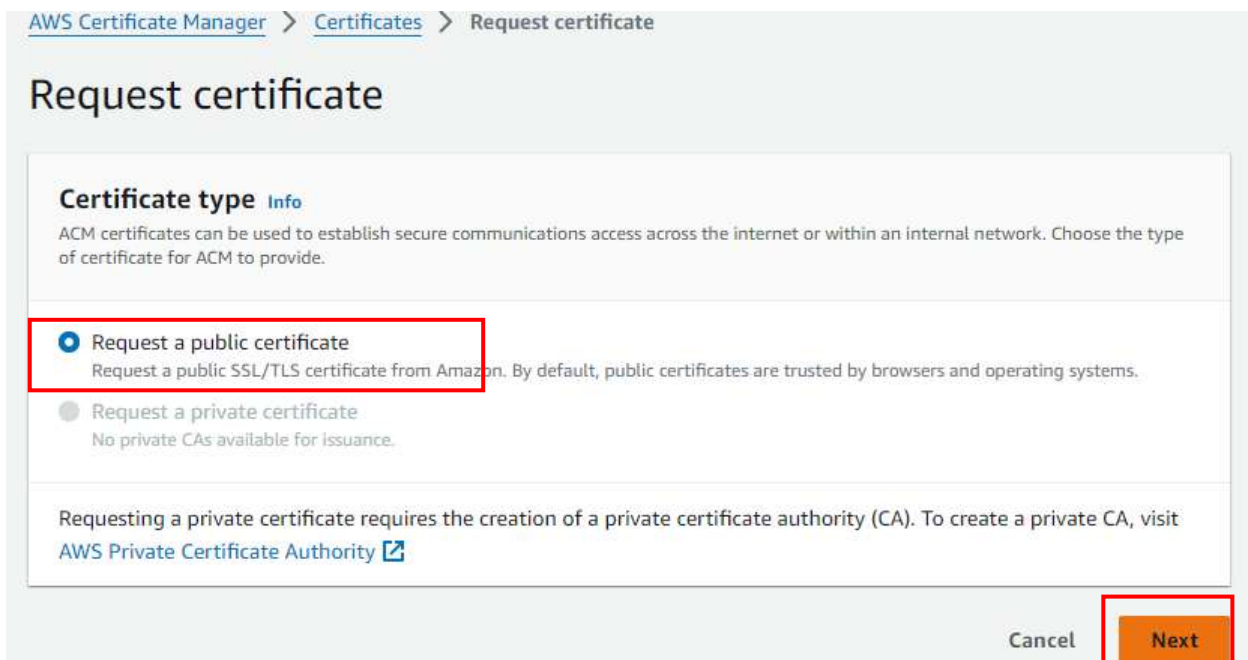 AWS Certificate Manager > Certificates > Request certificate
Request certificate
Certificate type Info
ACM certificates can be used to establish secure communications access across the internet or within an internal network. Choose the type
of certificate for ACM to provide.
Request a public certificate
Request a public SSL/TLS certificate from Amazon. By default, public certificates are trusted by browsers and operating systems.
Request a private certificate
No private CAs available for issuance.
Requesting a private certificate requires the creation of a private certificate authority (CA). To create a private CA, visit
AWS Private Certificate Authority
Cancel Next